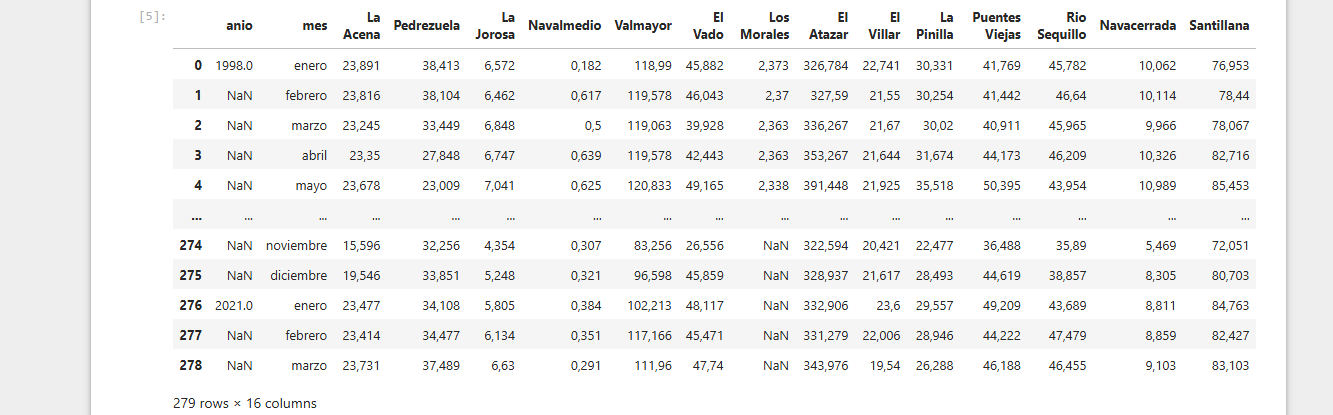 [5]:
anio mes La Acena Pedrezuela La Jorosa Navalmedio Valmayor El Vado Los Morales El Atazar El Villar La Pinilla Puentes Viejas Rio Sequillo Navacerrada Santillana
0 1998.0 enero 23,891 38,413 6,572 0,182 118,99 45,882 2,373 326,784 22,741 30,331 41,769 45,782 10,062 76,953
1 NaN febrero 23,816 38,104 6,462 0,617 119,578 46,043 2,37 327,59 21,55 30,254 41,442 46,64 10,114 78,44
2 NaN marzo 23,245 33,449 6,848 0,5 119,063 39,928 2,363 336,267 21,67 30,02 40,911 45,965 9,966 78,067
3 NaN abril 23,35 27,848 6,747 0,639 119,578 42,443 2,363 353,267 21,644 31,674 44,173 46,209 10,326 82,716
4 NaN mayo 23,678 23,009 7,041 0,625 120,833 49,165 2,338 391,448 21,925 35,518 50,395 43,954 10,989 85,453
... ... ... ... ... ... ... ... ... ... ... ... ... ... ... ... ...
274 NaN noviembre 15,596 32,256 4,354 0,307 83,256 26,556 NaN 322,594 20,421 22,477 36,488 35,89 5,469 72,051
275 NaN diciembre 19,546 33,851 5,248 0,321 96,598 45,859 NaN 328,937 21,617 28,493 44,619 38,857 8,305 80,703
276 2021.0 enero 23,477 34,108 5,805 0,384 102,213 48,117 NaN 332,906 23,6 29,557 49,209 43,689 8,811 84,763
277 NaN febrero 23,414 34,477 6,134 0,351 117,166 45,471 NaN 331,279 22,006 28,946 44,222 47,479 8,859 82,427
278 NaN marzo 23,731 37,489 6,63 0,291 111,96 47,74 NaN 343,976 19,54 26,288 46,188 46,455 9,103 83,103
279 rows × 16 columns